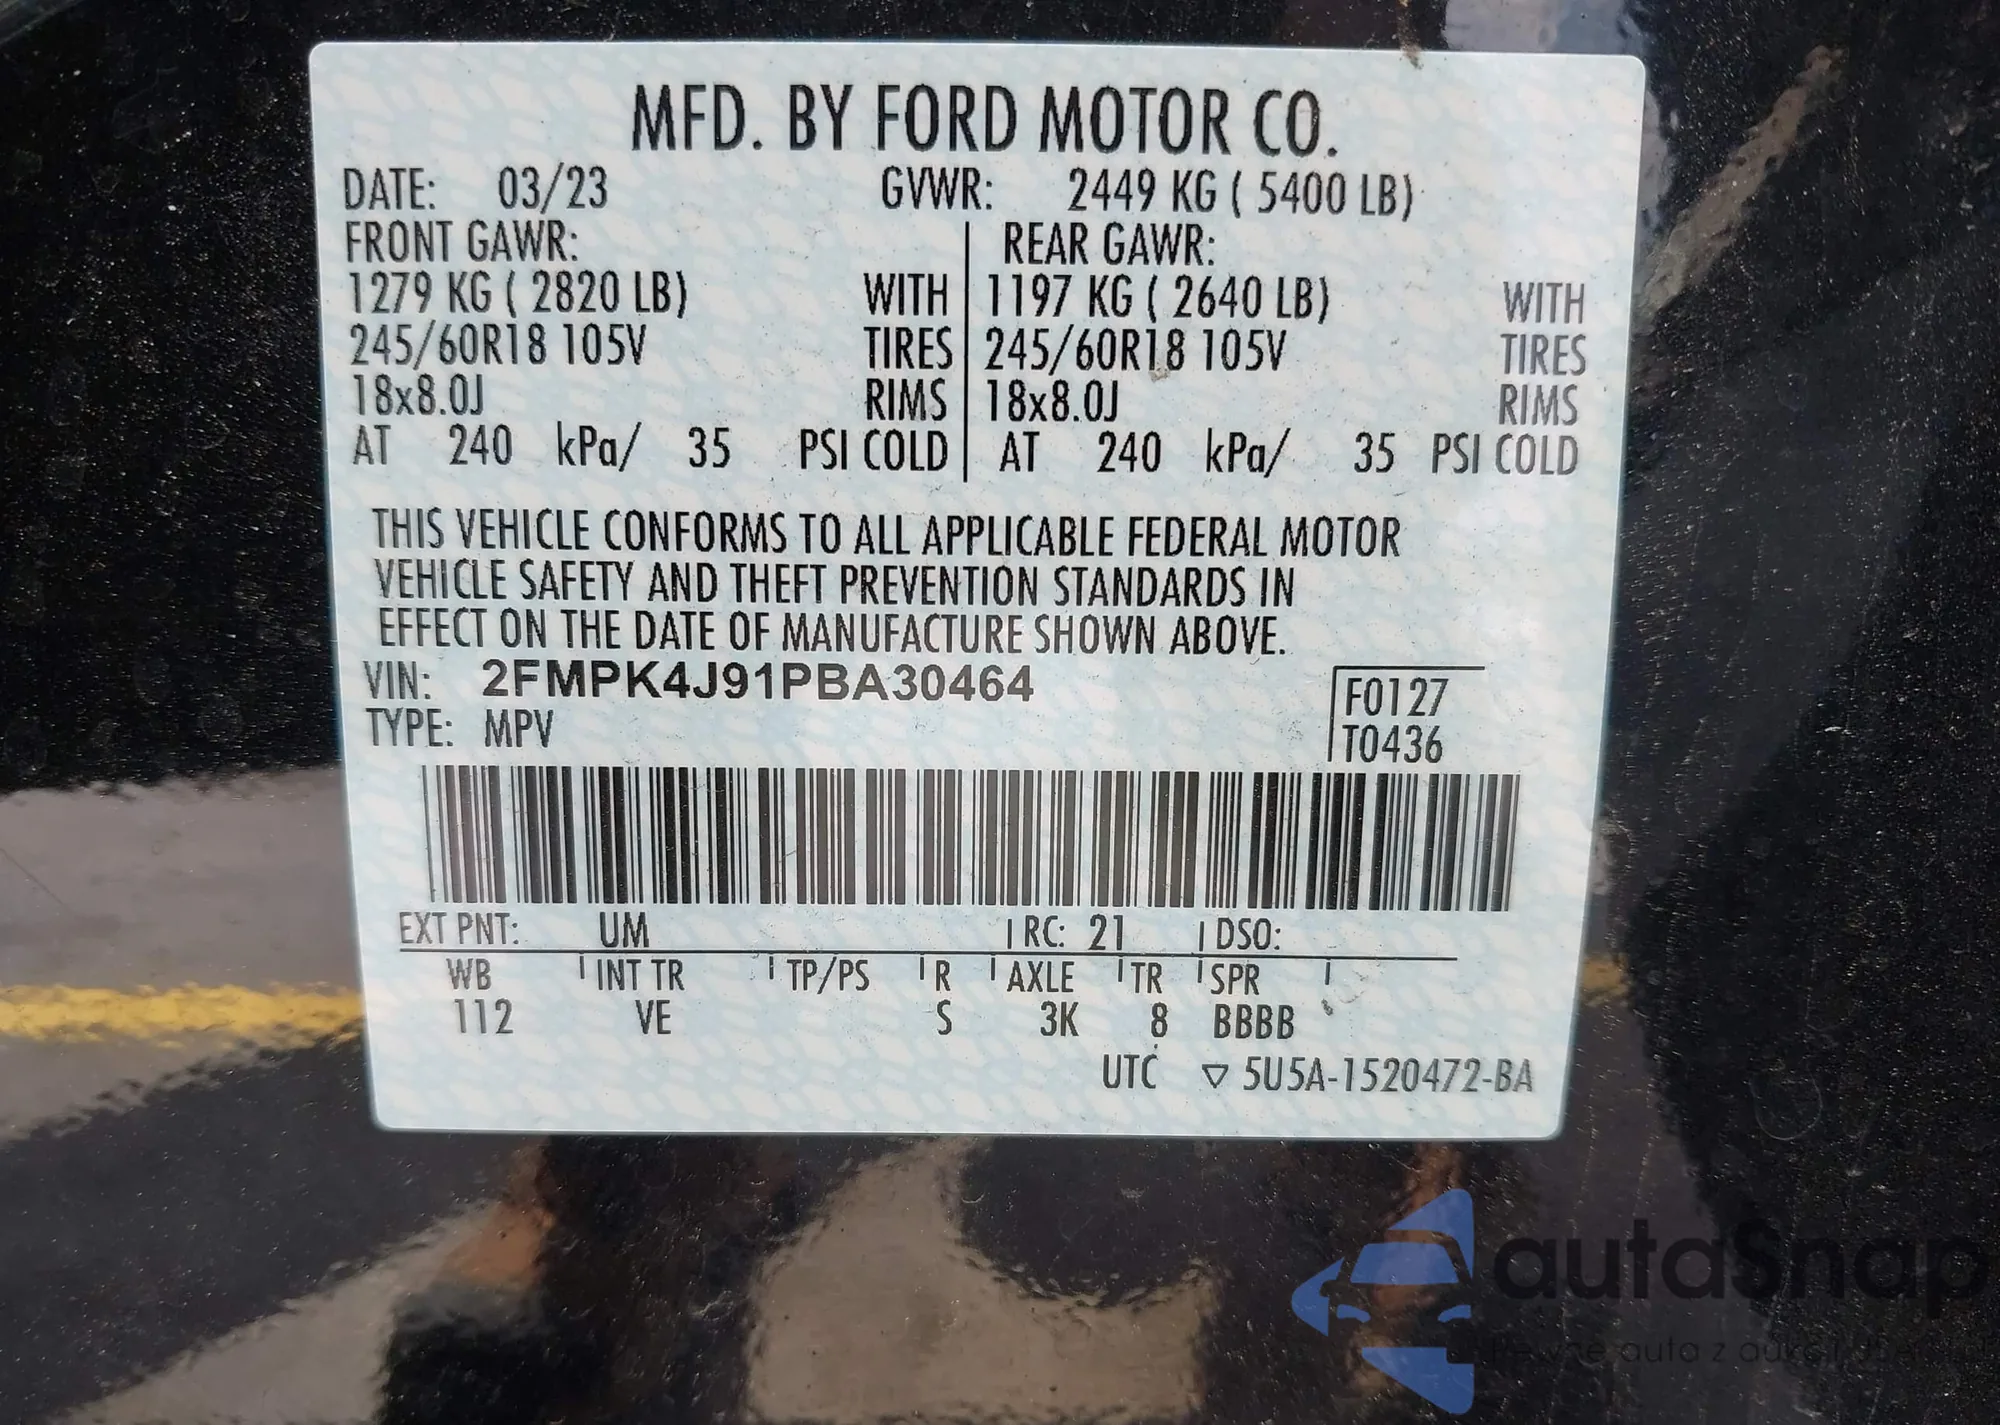 MFD. BY FORD MOTOR CO.
DATE: 03/23 GVWR: 2449 KG ( 5400 LB)
FRONT GAWR: REAR GAWR:
1279 KG ( 2820 LB) WITH 1197 KG ( 2640 LB) WITH
245/60R18 105V TIRES 245/60R18 105V TIRES
18x8.0J RIMS 18x8.0J RIMS
AT 240 kPa/ 35 PSI COLD AT 240 kPa/ 35 PSI COLD
THIS VEHICLE CONFORMS TO ALL APPLICABLE FEDERAL MOTOR
VEHICLE SAFETY AND THEFT PREVENTION STANDARDS IN
EFFECT ON THE DATE OF MANUFACTURE SHOWN ABOVE.
VIN: 2FMPK4J91PBA30464
F0127
TYPE: MPV
T0436
EXT PNT: UM RC: 21 DSO:
WB INT TR TP/PS R AXLE TR SPR
112 VE S 3K 8 BBBB
UTC ▽ 5U5A-1520472-BA
autaSnap
auta z